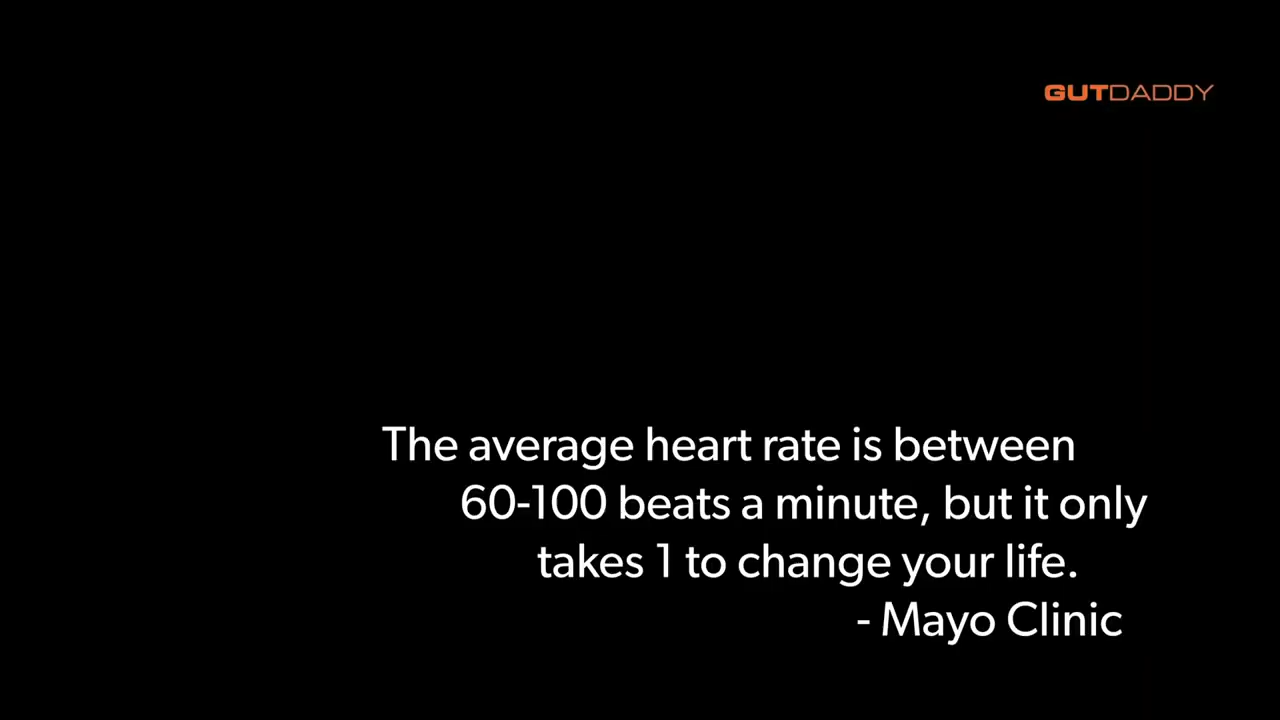 GUTDADDY
The average heart rate is between
60-100 beats a minute, but it only
takes 1 to change your life.
- Mayo Clinic